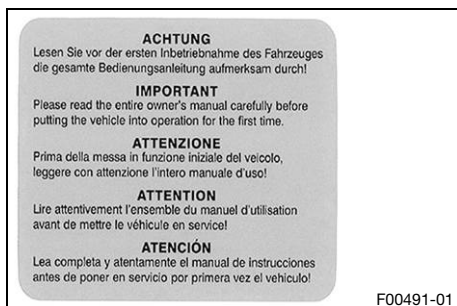 ACHTUNG
Lesen Sie vor der ersten Inbetriebnahme des Fahrzeuges
die gesamte Bedienungsanleitung aufmerksam durch!
IMPORTANT
Please read the entire owner's manual carefully before
putting the vehicle into operation for the first time.
ATTENZIONE
Prima della messa in funzione iniziale del veicolo,
leggere con attenzione l'intero manuale d'uso!
ATTENTION
Lire attentivement l'ensemble du manuel d'utilisation
avant de mettre le véhicule en service!
ATENCIÓN
Lea completa y atentamente el manual de instrucciones
antes de poner en servicio por primera vez el vehiculo!
F00491-01